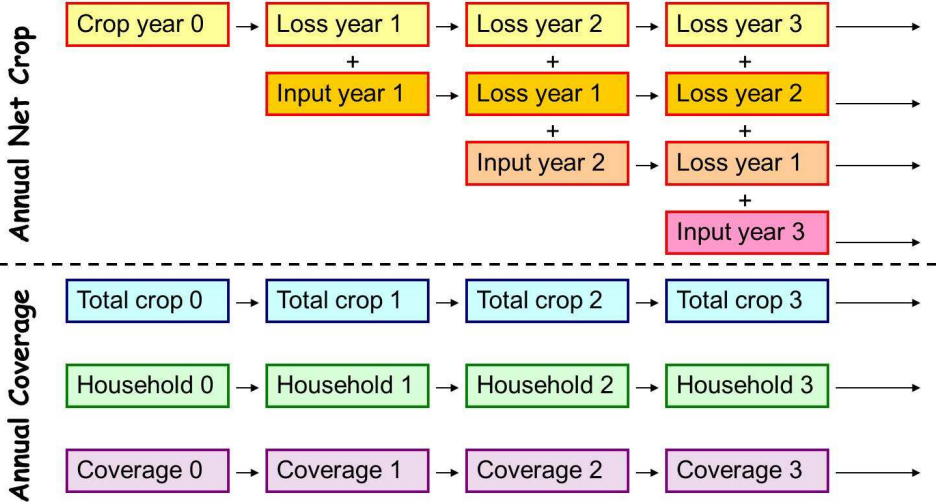 Annual Net Crop
Crop year 0 Loss year 1 Loss year 2 Loss year 3
+ + +
Input year 1 Loss year 1 Loss year 2
+ +
Input year 2 Loss year 1
+
Input year 3
Annual Coverage
Total crop 0 Total crop 1 Total crop 2 Total crop 3
Household 0 Household 1 Household 2 Household 3
Coverage 0 Coverage 1 Coverage 2 Coverage 3